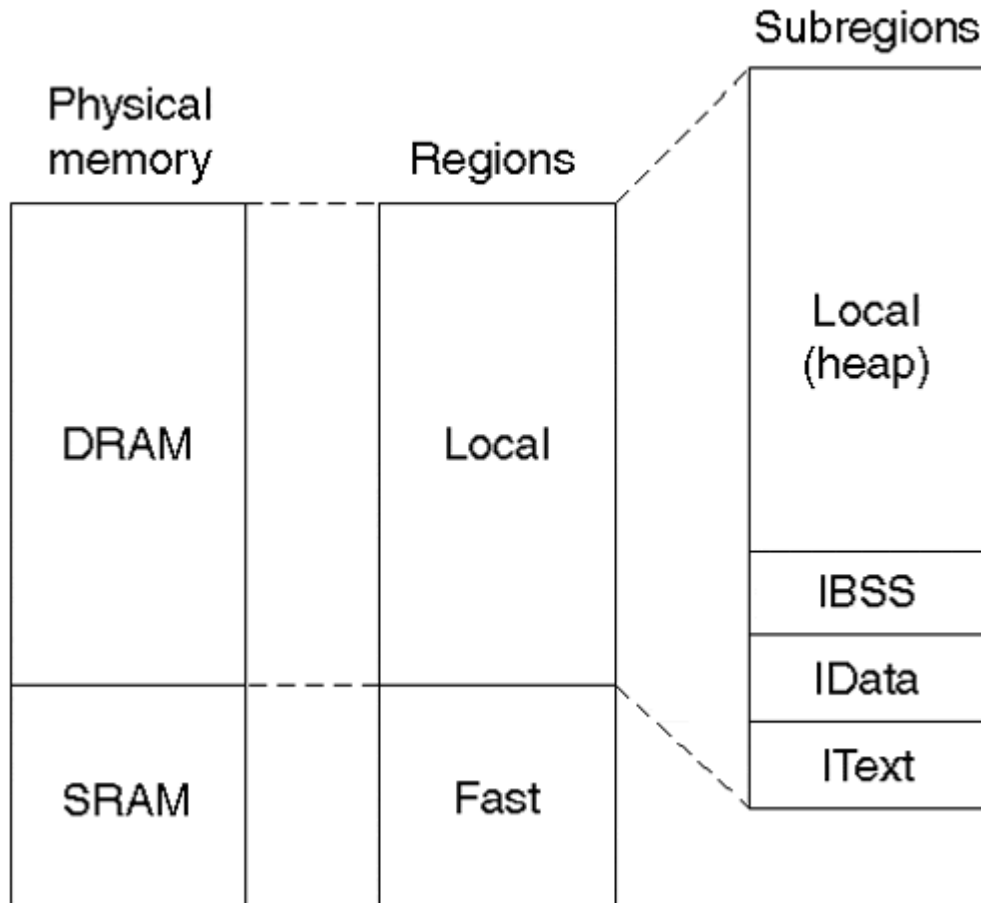 Subregions
Physical
memory
Regions
Local
(heap)
DRAM
Local
IBSS
IData
IText
SRAM
Fast